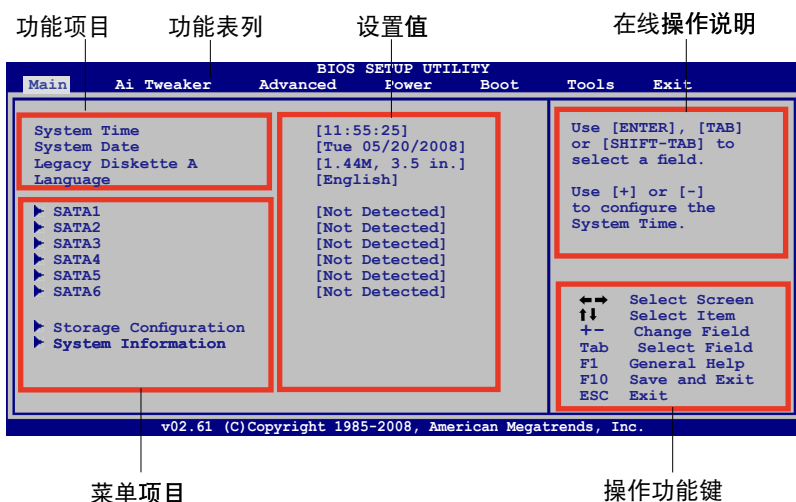 功能项目 功能表列 设置值 在线操作说明
BIOS SETUP UTILITY
Main Ai Tweaker Advanced Power Boot Tools Exit
System Time [11:55:25]
System Date [Tue 05/20/2008]
Legacy Diskette A [1.44M, 3.5 in.]
Language [English]
SATA1 [Not Detected]
SATA2 [Not Detected]
SATA3 [Not Detected]
SATA4 [Not Detected]
SATA5 [Not Detected]
SATA6 [Not Detected]
Storage Configuration
System Information
Use [ENTER], [TAB]
or [SHIFT-TAB] to
select a field.
Use [+] or [-]
to configure the
System Time.
←→ Select Screen
↑↓ Select Item
+- Change Field
Tab Select Field
F1 General Help
F10 Save and Exit
ESC Exit
v02.61 (C)Copyright 1985-2008, American Megatrends, Inc.
菜单项目 操作功能键